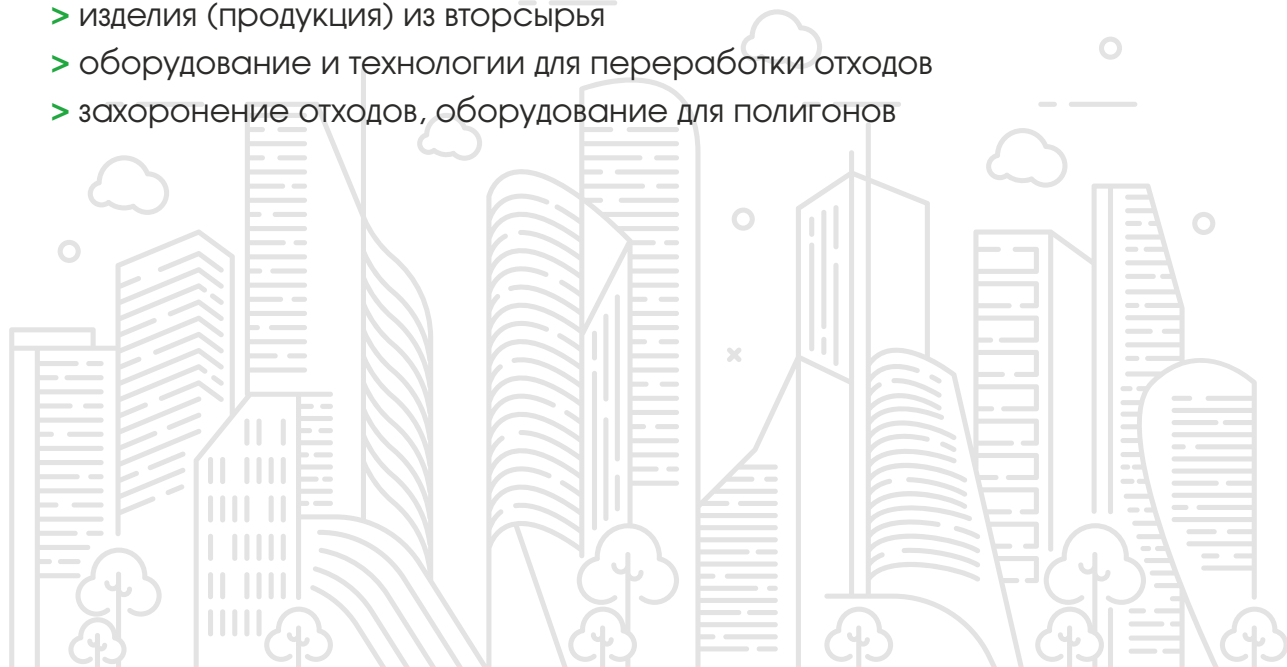 > изделия (продукция) из вторсырья
> оборудование и технологии для переработки отходов
> захоронение отходов, оборудование для полигонов